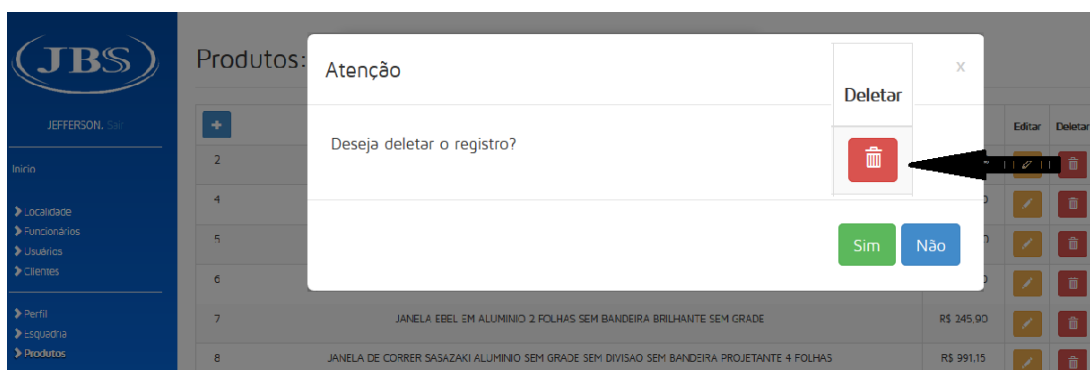 JBS
JEFFERSON, Sair
Início
Localidade
Funcionários
Usuários
Clientes
Perfil
Esquadria
Produtos
Produtos:
Atenção
x
Deletar
Deseja deletar o registro?
Sim
Não
+
Editar Deletar
2
4
5
6
7 JANELA EBEL EM ALUMINIO 2 FOLHAS SEM BANDEIRA BRILHANTE SEM GRADE R$ 245,90
8 JANELA DE CORRER SASAZAKI ALUMINIO SEM GRADE SEM DIVISAO SEM BANDEIRA PROJETANTE 4 FOLHAS R$ 991,15